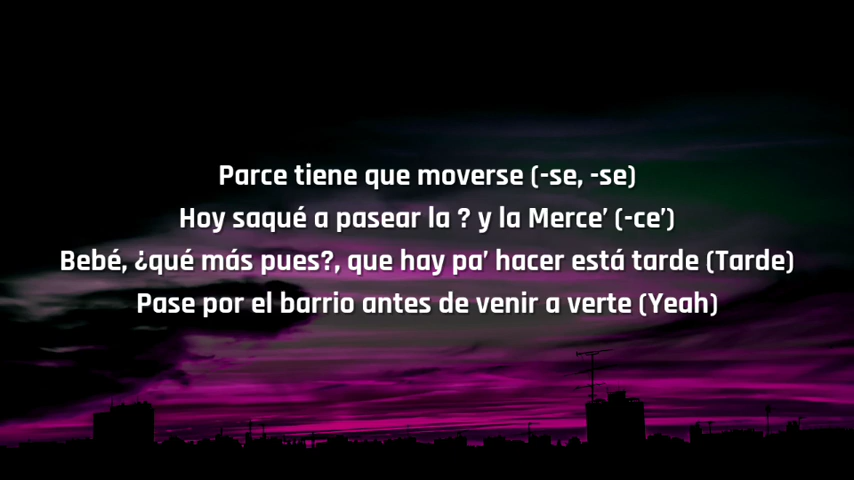 Parce tiene que moverse (-se, -se)
Hoy saqué a pasear la ? y la Merce’ (-ce’)
Bebé, ¿qué más pues?, que hay pa’ hacer está tarde (Tarde)
Pase por el barrio antes de venir a verte (Yeah)